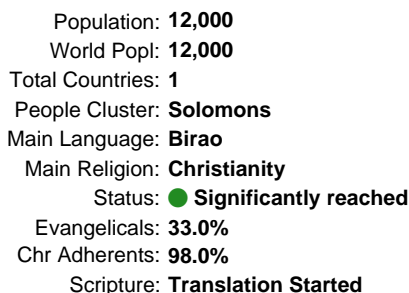 Population: 12,000
World Popl: 12,000
Total Countries: 1
People Cluster: Solomons
Main Language: Birao
Main Religion: Christianity
Status: Significantly reached
Evangelicals: 33.0%
Chr Adherents: 98.0%
Scripture: Translation Started